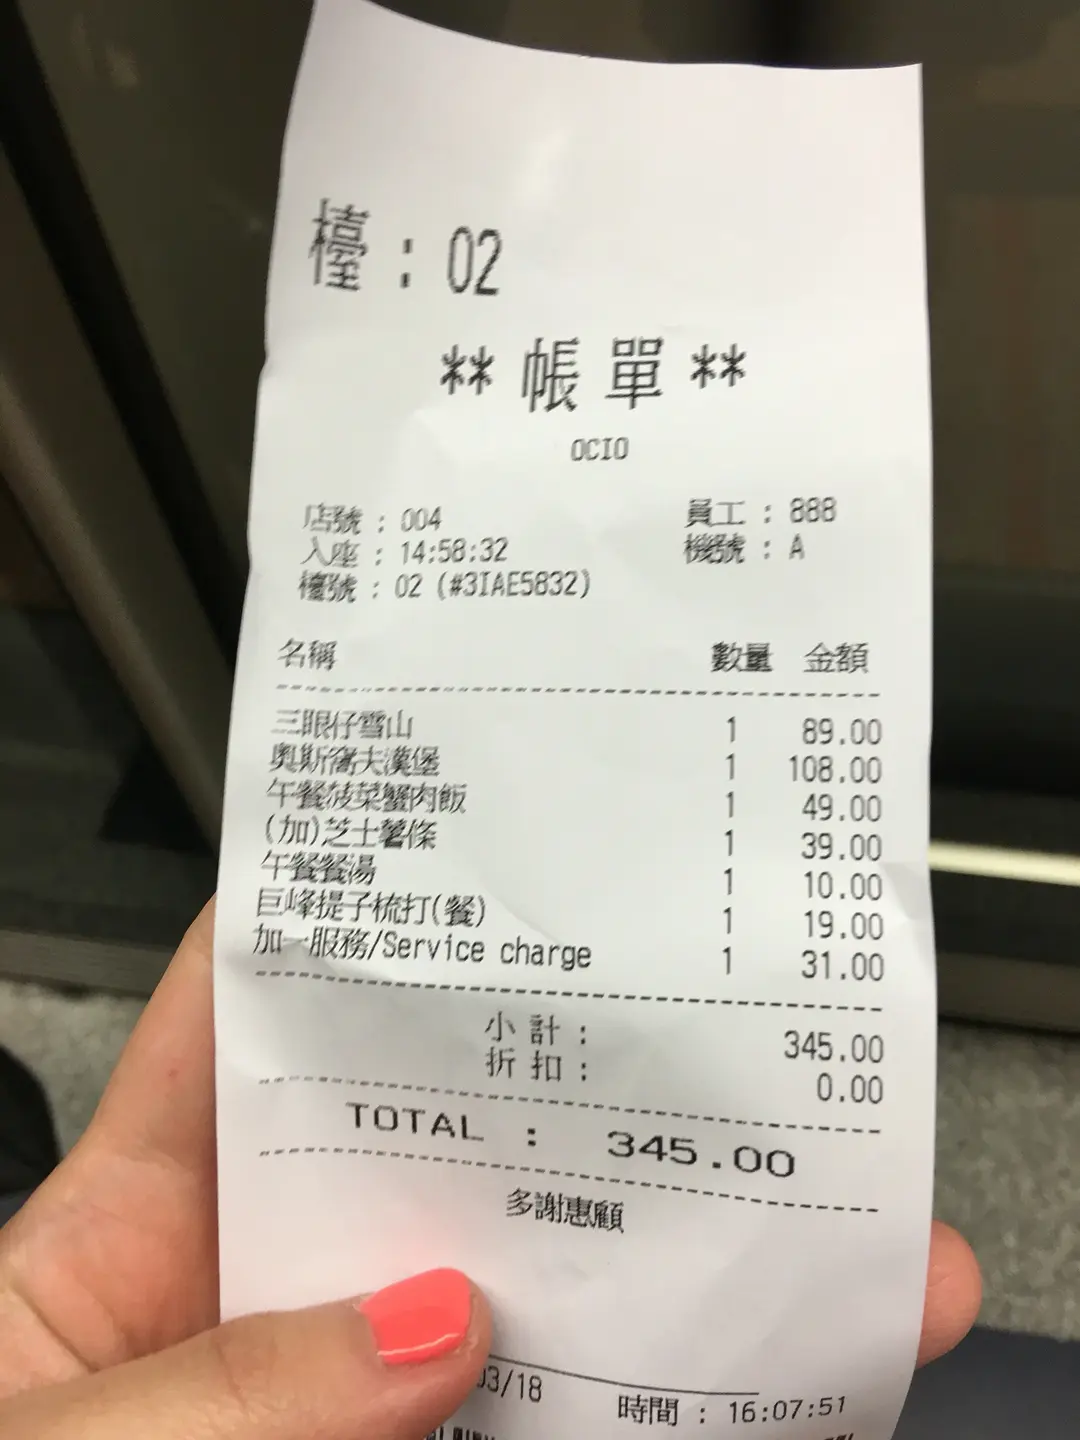 檯 : 02
** 帳 單 **
OCIO
店號 : 004 員工 : 888
入座 : 14:58:32 機號 : A
檯號 : 02 (#3IAE5832)
名稱 數量 金額
三眼仔雪山 1 89.00
奧斯窩夫漢堡 1 108.00
午餐菠菜蟹肉飯 1 49.00
(加)芝士薯條 1 39.00
午餐餐湯 1 10.00
巨峰提子梳打(餐) 1 19.00
加一服務/Service charge 1 31.00
小 計 : 345.00
折 扣 : 0.00
TOTAL : 345.00
多謝惠顧
03/18 時間 : 16:07:51